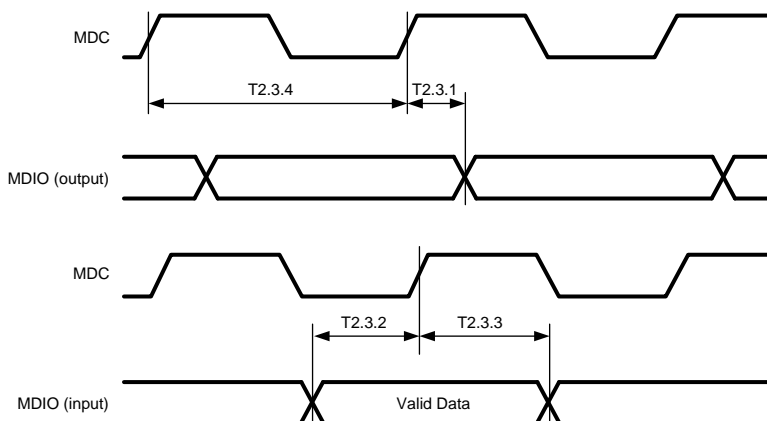 MDC
T2.3.4
T2.3.1
MDIO (output)
MDC
T2.3.2
T2.3.3
MDIO (input)
Valid Data